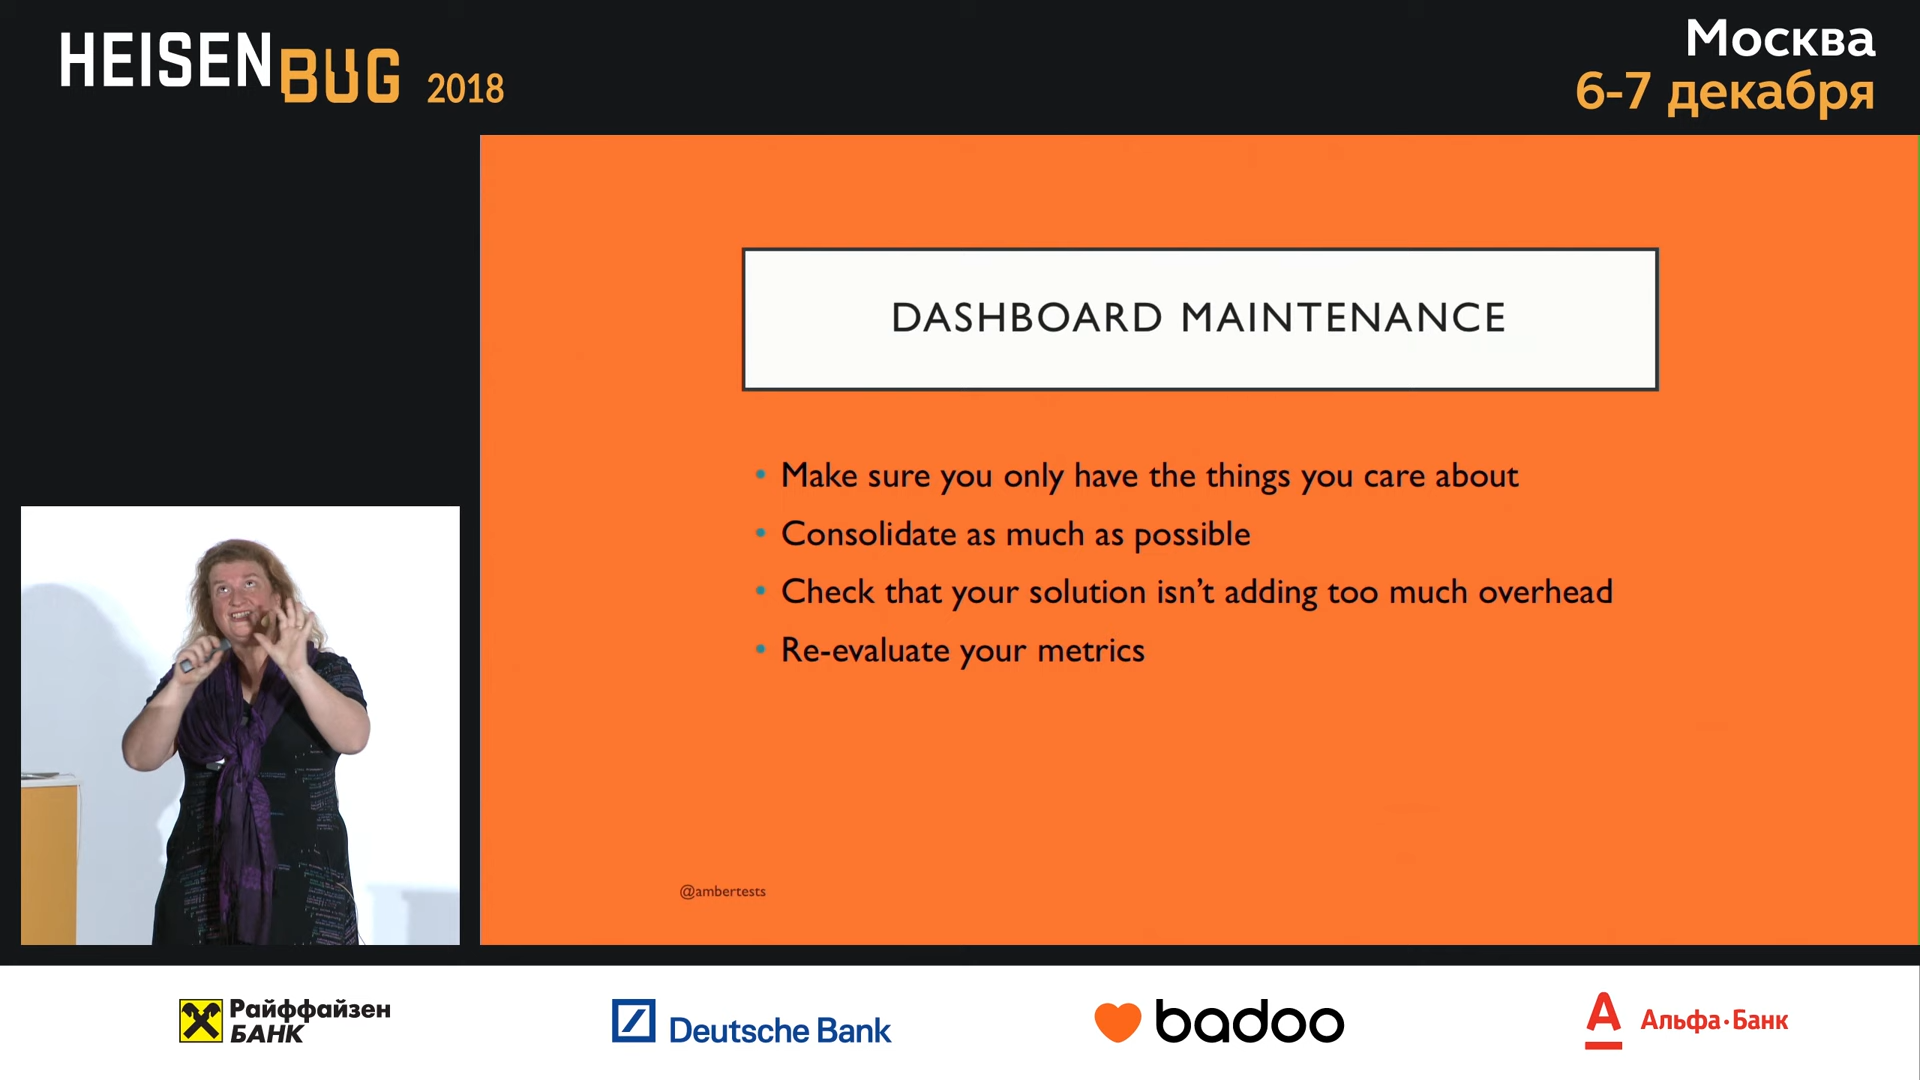 HEISENBUG 2018
Москва
6-7 декабря
DASHBOARD MAINTENANCE
• Make sure you only have the things you care about
• Consolidate as much as possible
• Check that your solution isn’t adding too much overhead
• Re-evaluate your metrics
@ambertests
Райффайзен
БАНК
Deutsche Bank
badoo
Альфа·Банк